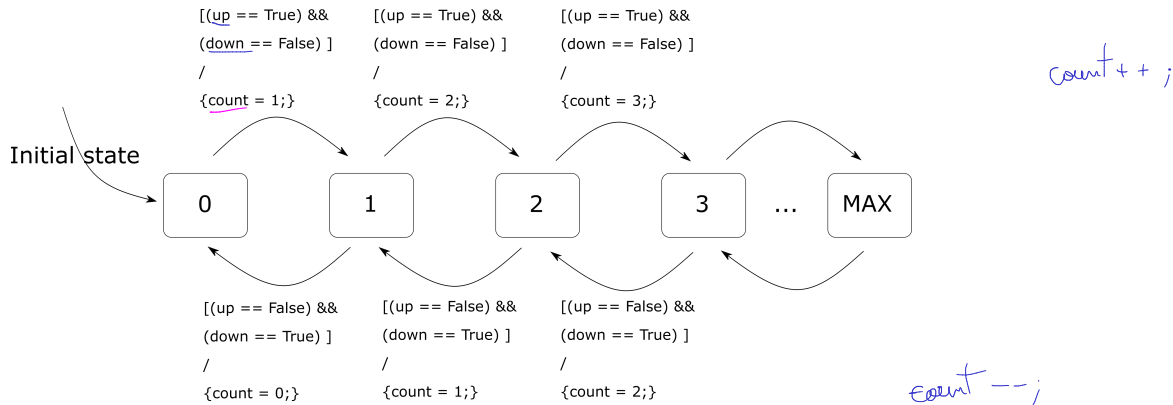 [(up == True) &&
(down == False) ]
/
{count = 1;}
[(up == True) &&
(down == False) ]
/
{count = 2;}
[(up == True) &&
(down == False) ]
/
{count = 3;}
count++;
Initial state
0
1
2
3
...
MAX
[(up == False) &&
(down == True) ]
/
{count = 0;}
[(up == False) &&
(down == True) ]
/
{count = 1;}
[(up == False) &&
(down == True) ]
/
{count = 2;}
count--;